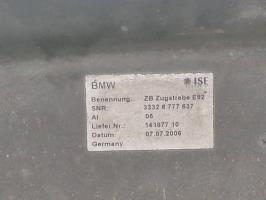 BMW ISE
Benennung: ZB Zugstrebe E92
SNR: 3332 6 777 637
AI 06
Liefer.Nr.: 141877 10
Datum: 07.07.2006
Germany